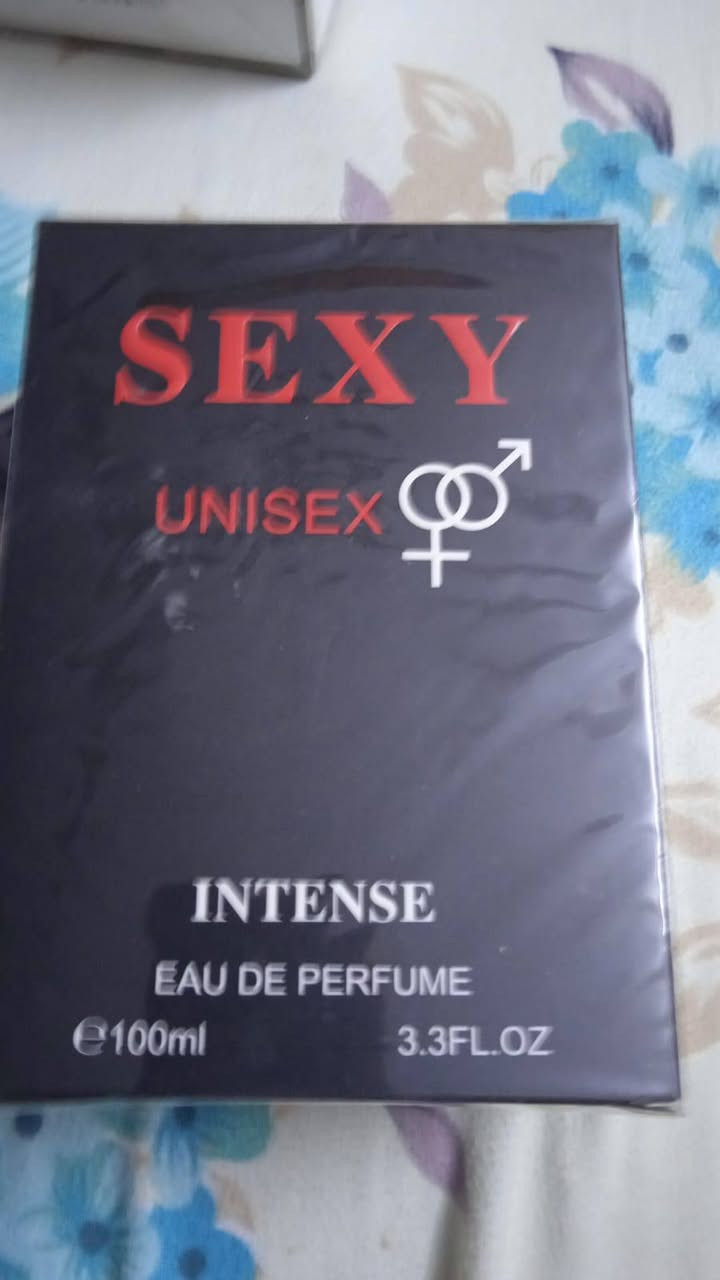 SEXY
UNISEX
INTENSE
EAU DE PERFUME
℮100ml 3.3FL.OZ